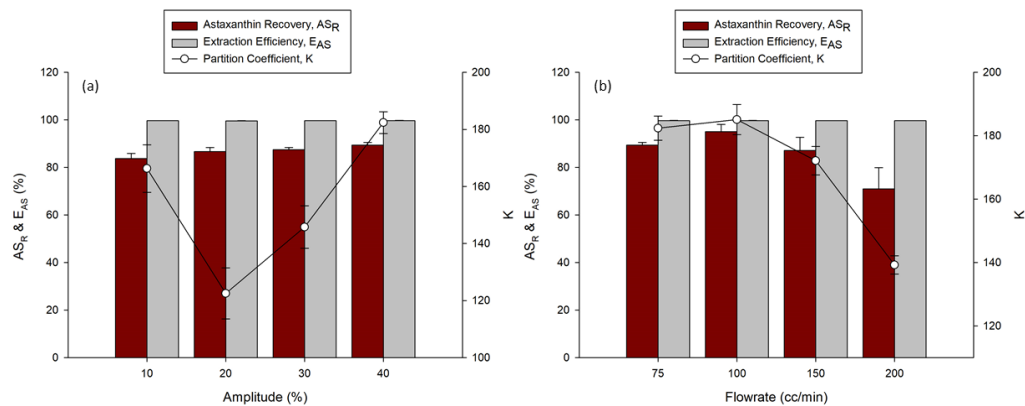 Astaxanthin Recovery, ASR
Extraction Efficiency, EAS
Partition Coefficient, K
(a)
120
100
80
60
40
20
0
ASR & EAS (%)
200
180
160
140
120
100
K
10 20 30 40
Amplitude (%)
Astaxanthin Recovery, ASR
Extraction Efficiency, EAS
Partition Coefficient, K
(b)
120
100
80
60
40
20
0
ASR & EAS (%)
200
180
160
140
120
K
75 100 150 200
Flowrate (cc/min)